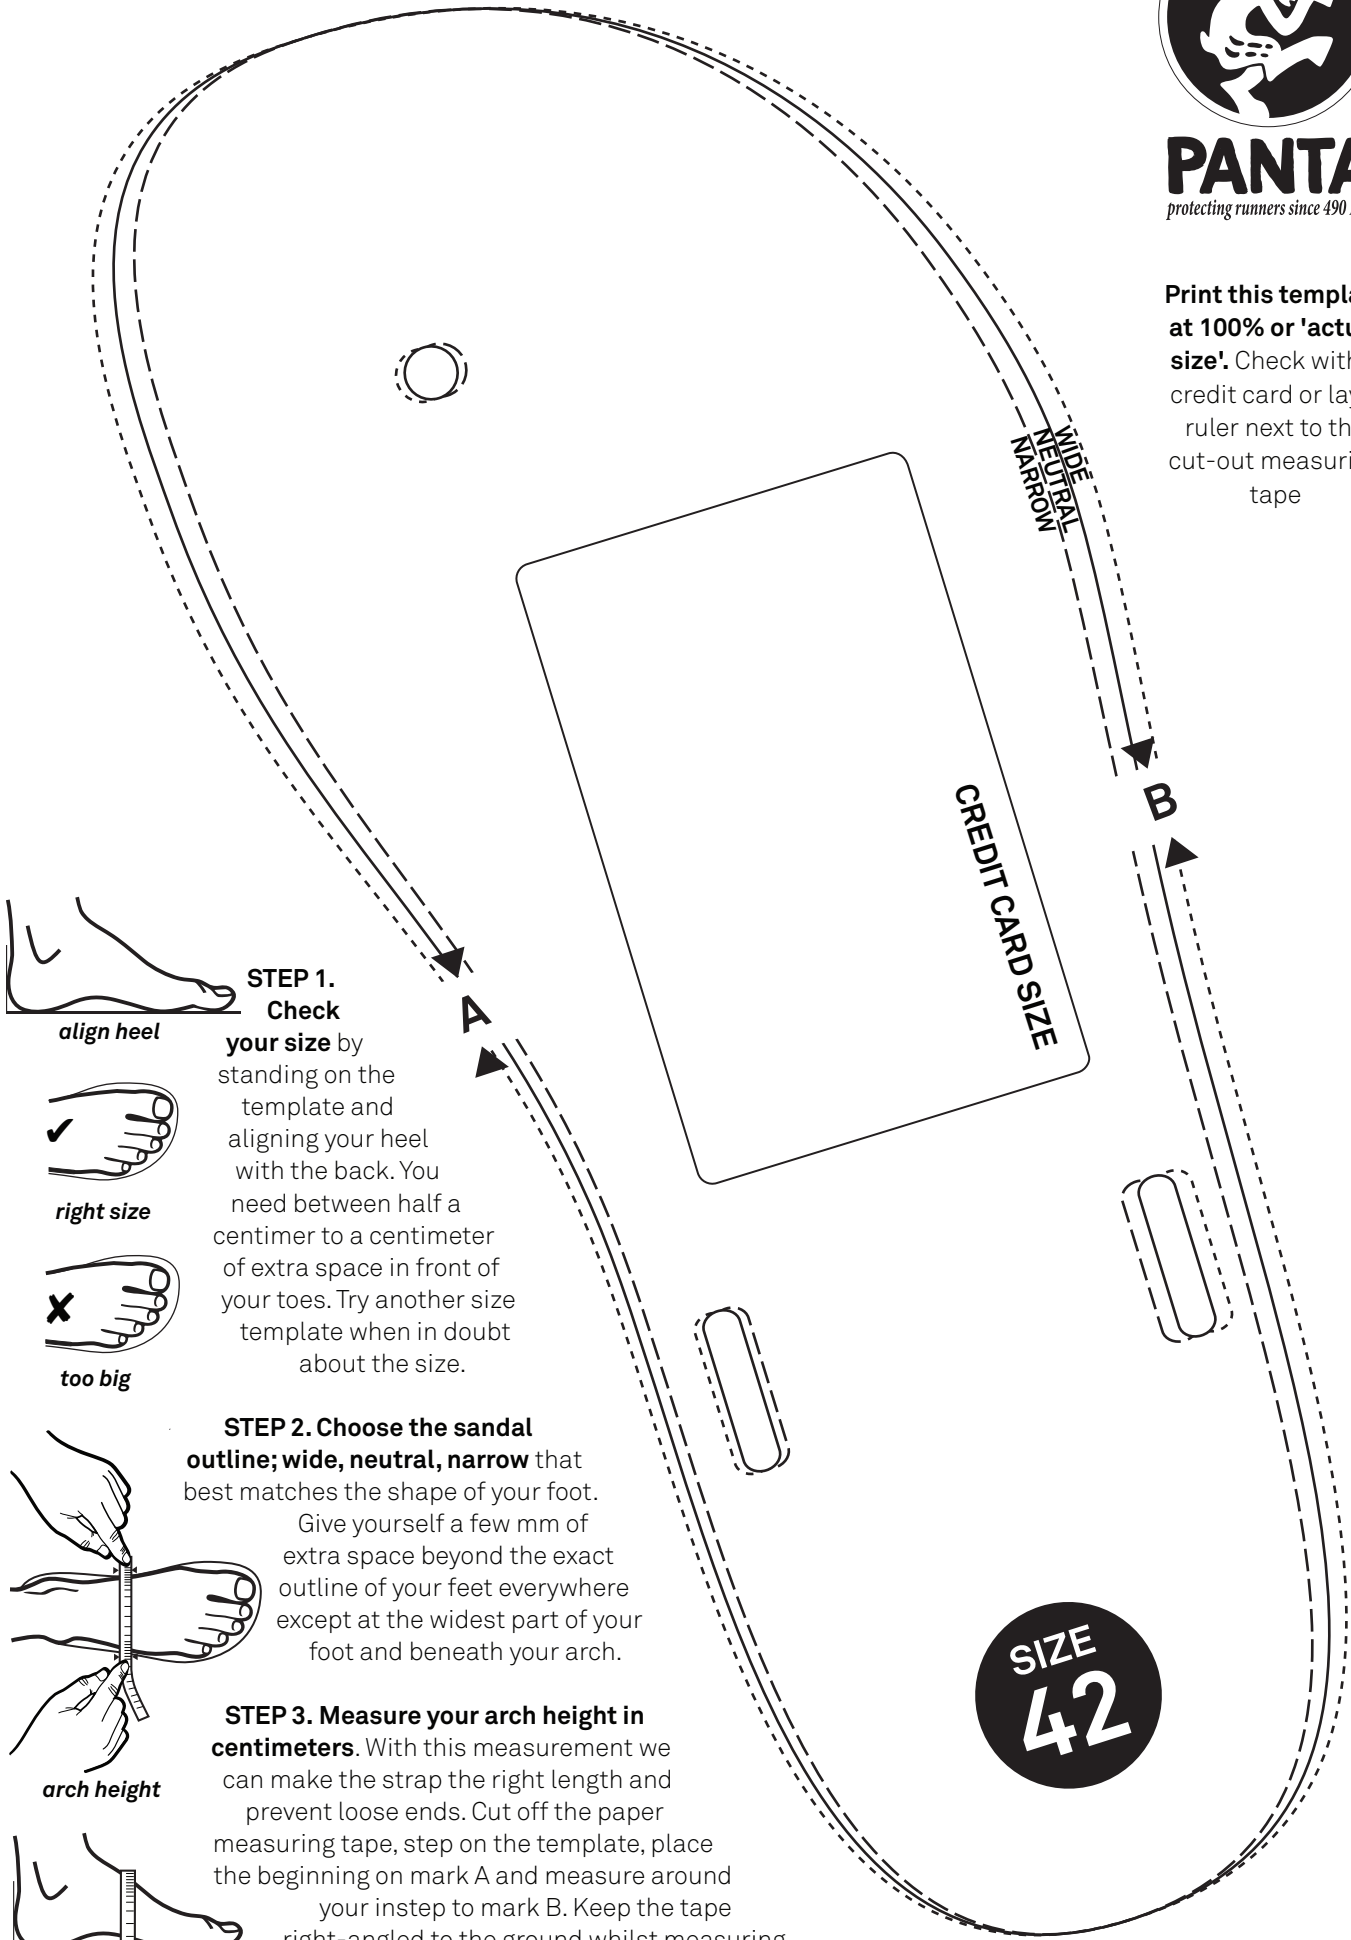 PANTA
protecting runners since 490
Print this templa
at 100% or 'actu
size'. Check with
credit card or lay
ruler next to th
cut-out measuri
tape
WIDE
NEUTRAL
NARROW
B
CREDIT CARD SIZE
A
align heel
right size
too big
STEP 1.
Check
your size by
standing on the
template and
aligning your heel
with the back. You
need between half a
centimer to a centimeter
of extra space in front of
your toes. Try another size
template when in doubt
about the size.
STEP 2. Choose the sandal
outline; wide, neutral, narrow that
best matches the shape of your foot.
Give yourself a few mm of
extra space beyond the exact
outline of your feet everywhere
except at the widest part of your
foot and beneath your arch.
arch height
STEP 3. Measure your arch height in
centimeters. With this measurement we
can make the strap the right length and
prevent loose ends. Cut off the paper
measuring tape, step on the template, place
the beginning on mark A and measure around
your instep to mark B. Keep the tape
right-angled to the ground whilst measuring
SIZE
42